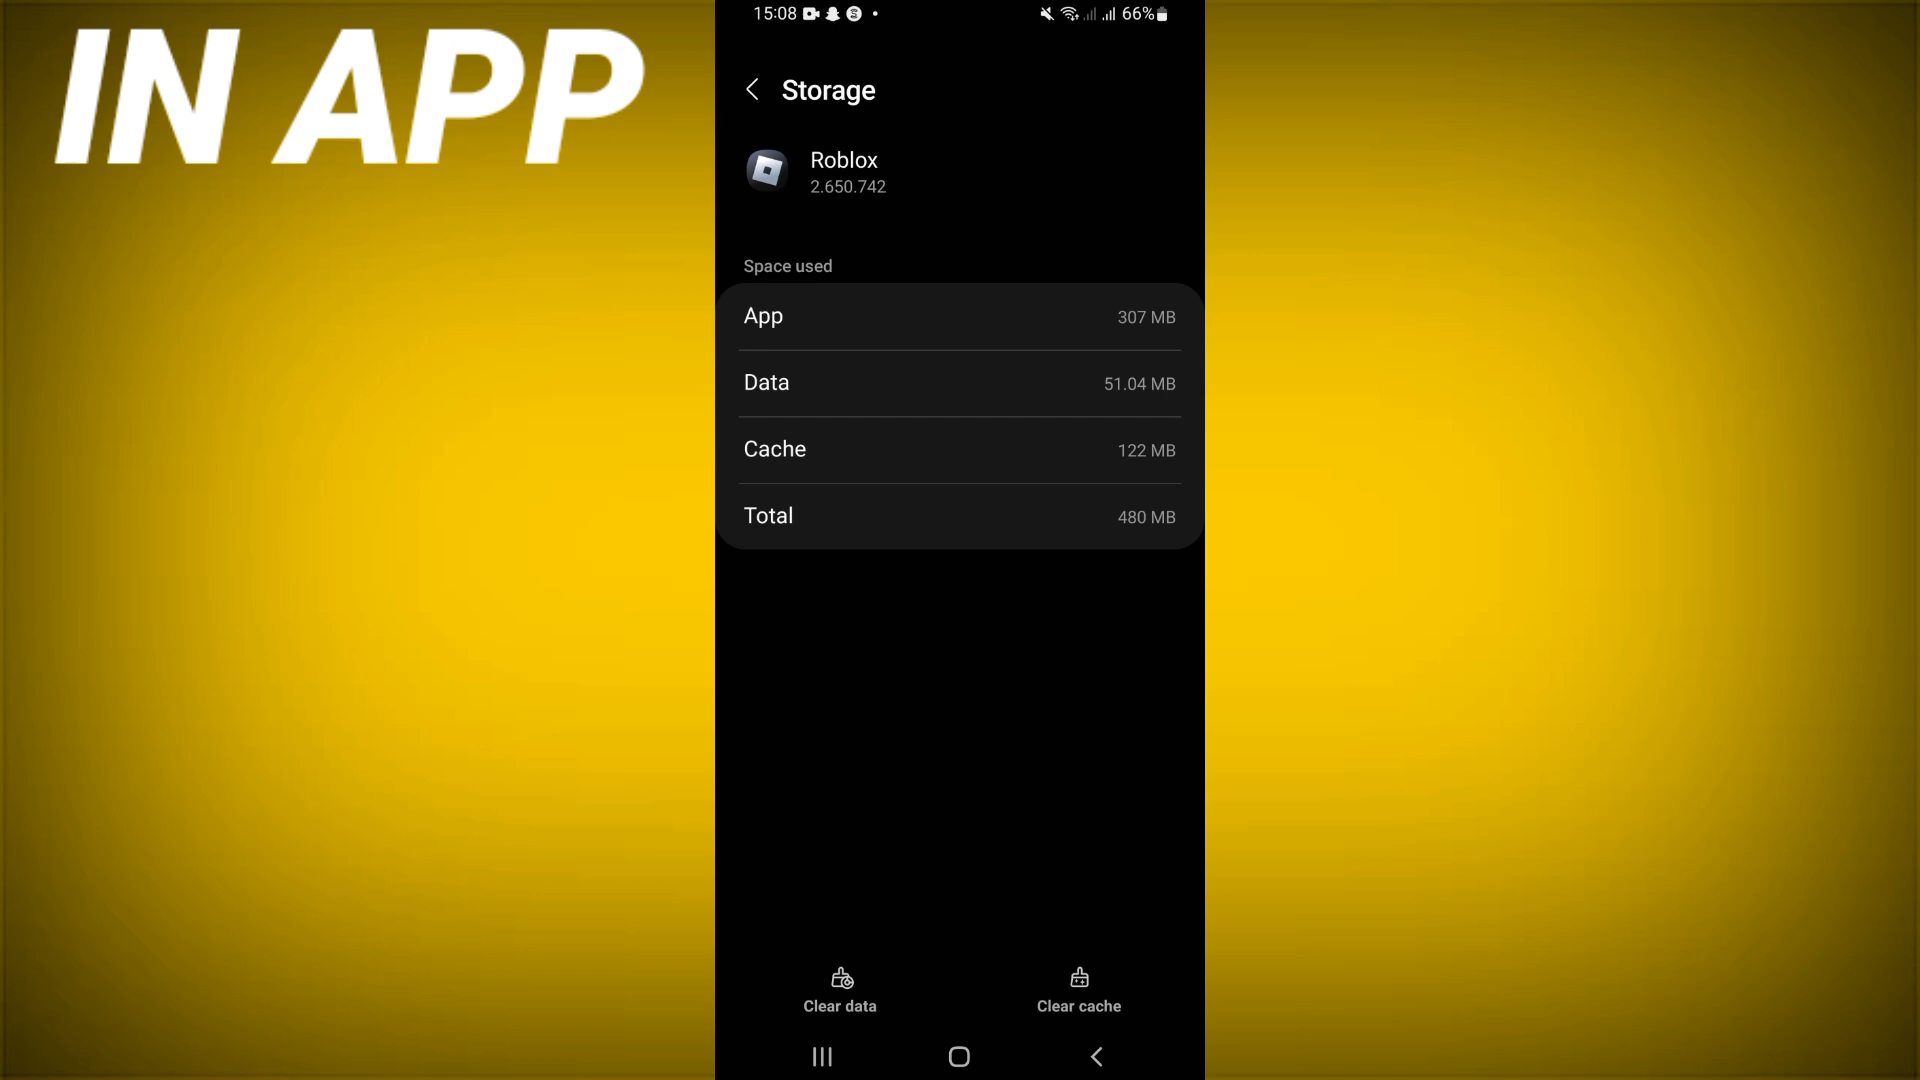 IN APP
15:08
66%
Storage
Roblox
2.650.742
Space used
App 307 MB
Data 51.04 MB
Cache 122 MB
Total 480 MB
Clear data Clear cache